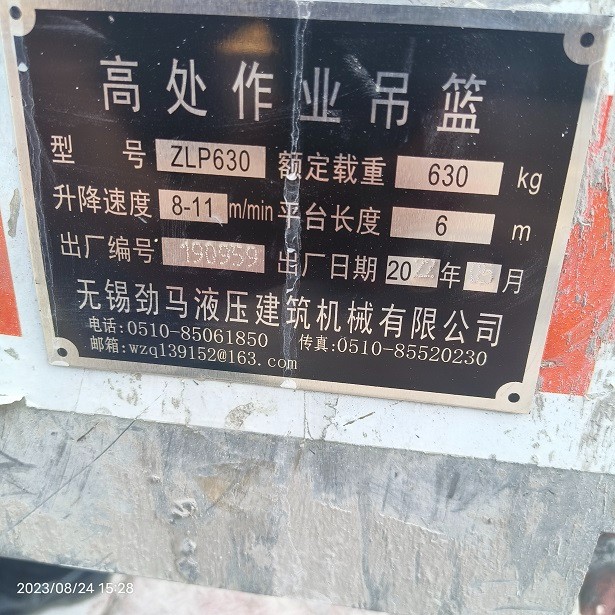 高处作业吊篮
型 号 ZLP630 额定载重 630 kg
升降速度 8-11 m/min 平台长度 6 m
出厂编号 190959 出厂日期 20 年 月
无锡劲马液压建筑机械有限公司
电话:0510-85061850 传真:0510-85520230
邮箱:wzq139152@163.com
2023/08/24 15:28